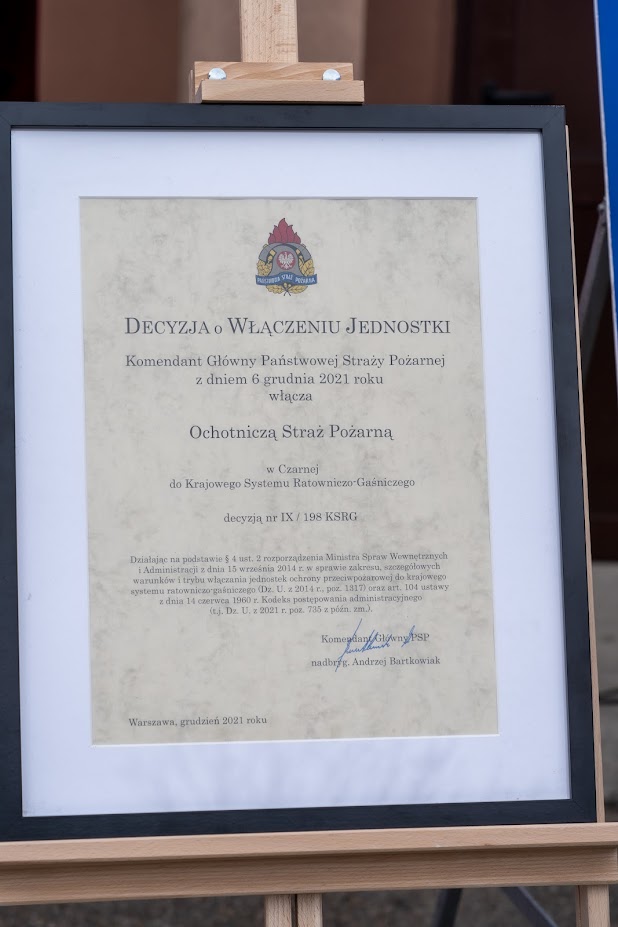 PAŃSTWOWA STRAŻ POŻARNA
DECYZJA O WŁĄCZENIU JEDNOSTKI
Komendant Główny Państwowej Straży Pożarnej
z dniem 6 grudnia 2021 roku
włącza
Ochotniczą Straż Pożarną
w Czarnej
do Krajowego Systemu Ratowniczo-Gaśniczego
decyzją nr IX / 198 KSRG
Działając na podstawie § 4 ust. 2 rozporządzenia Ministra Spraw Wewnętrznych
i Administracji z dnia 15 września 2014 r. w sprawie zakresu, szczegółowych
warunków i trybu włączania jednostek ochrony przeciwpożarowej do krajowego
systemu ratowniczo-gaśniczego (Dz. U. z 2014 r., poz. 1317) oraz art. 104 ustawy
z dnia 14 czerwca 1960 r. Kodeks postępowania administracyjnego
(t.j. Dz. U. z 2021 r. poz. 735 z późn. zm.).
Komendant Główny PSP
nadbryg. Andrzej Bartkowiak
Warszawa, grudzień 2021 roku